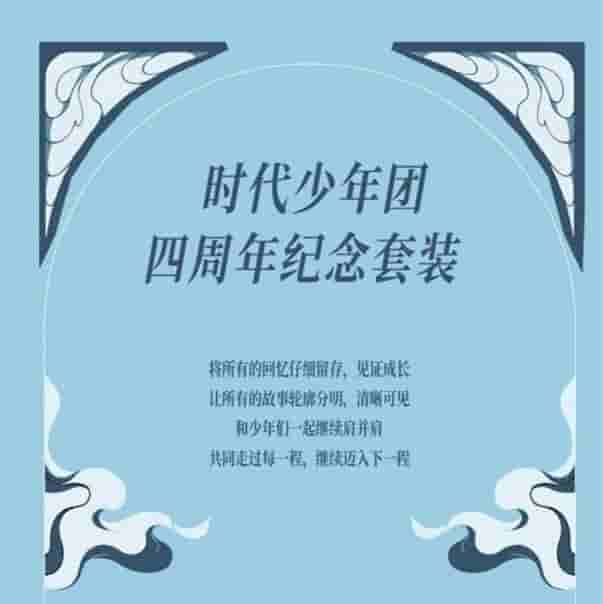 时代少年团
四周年纪念套装
将所有的回忆仔细留存，见证成长
让所有的故事轮廓分明，清晰可见
和少年们一起继续肩并肩
共同走过每一程，继续迈入下一程